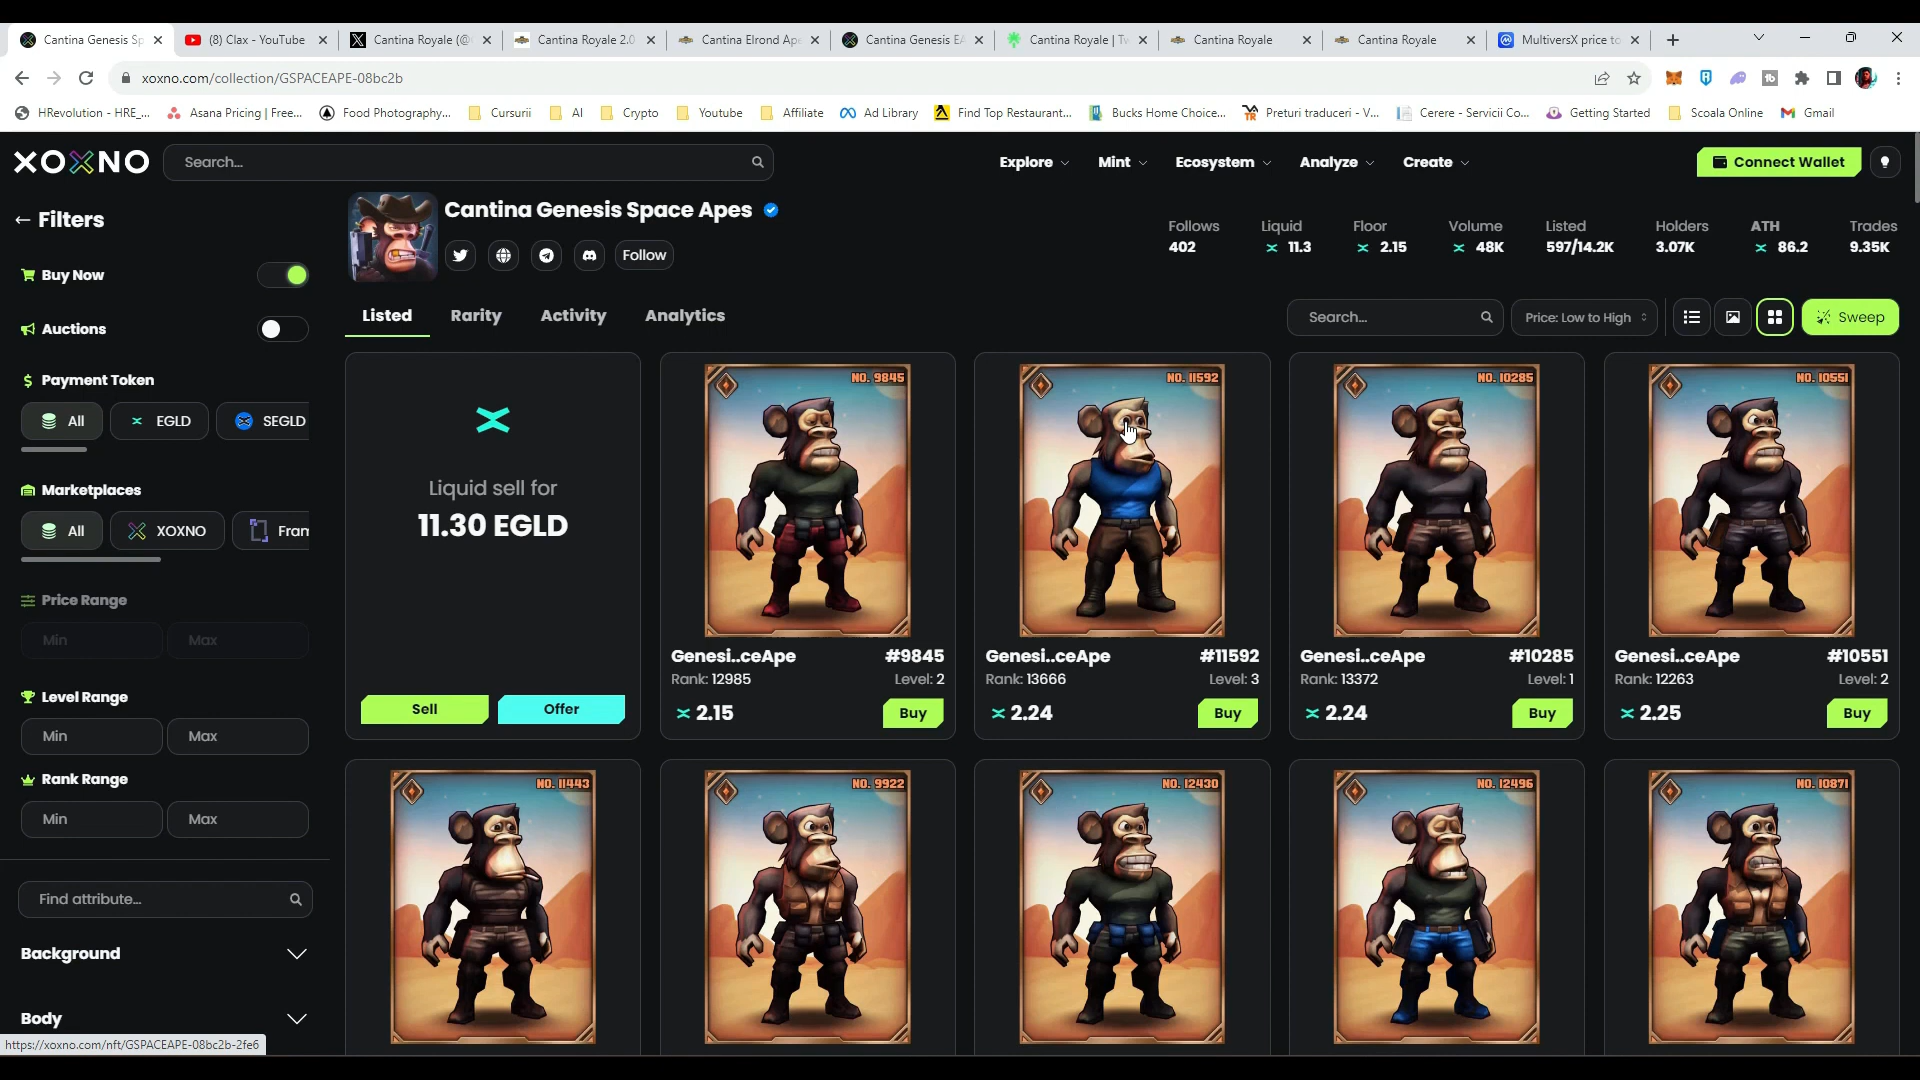 Cantina Genesis Sp
(8) Clax - YouTube
Cantina Royale (@
Cantina Royale 2.0
Cantina Elrond Ape
Cantina Genesis EA
Cantina Royale | Tw
Cantina Royale
Cantina Royale
MultiversX price to
xoxno.com/collection/GSPACEAPE-08bc2b
HRevolution - HRE_...
Asana Pricing | Free...
Food Photography,...
Cursurii
AI
Crypto
Youtube
Affiliate
Ad Library
Find Top Restaurant...
Bucks Home Choice...
Preturi traduceri - V...
Cerere - Servicii Co...
Getting Started
Scoala Online
Gmail
XOXNO
Search...
Explore
Mint
Ecosystem
Analyze
Create
Connect Wallet
← Filters
Cantina Genesis Space Apes
Follow
Follows
402
Liquid
11.3
Floor
2.15
Volume
48K
Listed
597/14.2K
Holders
3.07K
ATH
86.2
Trades
9.35K
Buy Now
Auctions
Payment Token
All
EGLD
SEGLD
Marketplaces
All
XOXNO
Fram
Price Range
Min
Max
Level Range
Min
Max
Rank Range
Min
Max
Find attribute...
Background
Body
https://xoxno.com/nft/GSPACEAPE-08bc2b-2fe6
Listed
Rarity
Activity
Analytics
Search...
Price: Low to High
Sweep
Liquid sell for
11.30 EGLD
Sell
Offer
NO. 9845
Genesi..ceApe #9845
Rank: 12985 Level: 2
2.15 Buy
NO. 11592
Genesi..ceApe #11592
Rank: 13666 Level: 3
2.24 Buy
NO. 10285
Genesi..ceApe #10285
Rank: 13372 Level: 1
2.24 Buy
NO. 10551
Genesi..ceApe #10551
Rank: 12263 Level: 2
2.25 Buy
NO. 11443
NO. 9922
NO. 12430
NO. 12496
NO. 10871